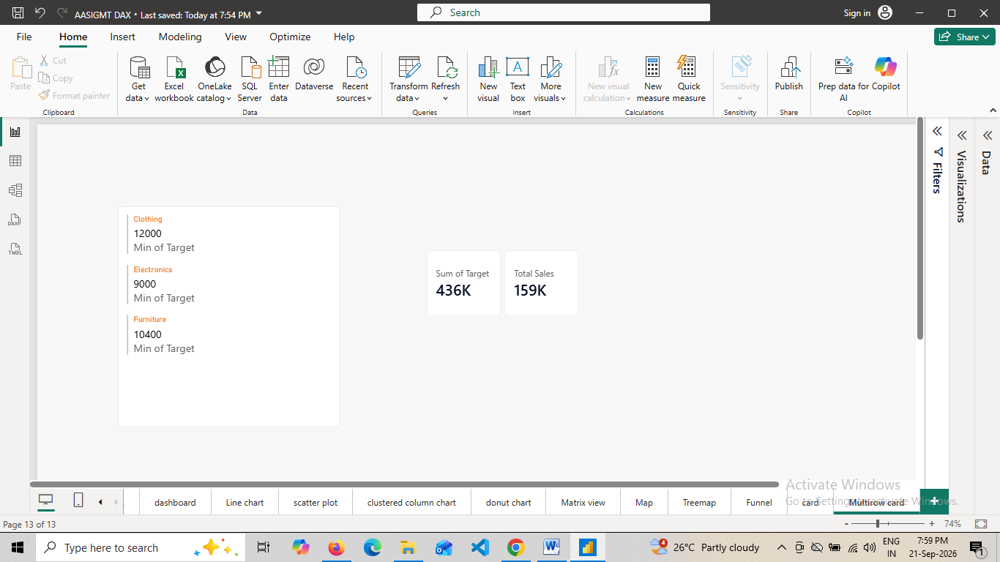 AASIGMT DAX • Last saved: Today at 7:54 PM
Search
Sign in
File
Home
Insert
Modeling
View
Optimize
Help
Share
Paste
Cut
Copy
Format painter
Clipboard
Get data
Excel workbook
OneLake catalog
SQL Server
Enter data
Dataverse
Recent sources
Data
Transform data
Refresh
Queries
New visual
Text box
More visuals
Insert
New visual calculation
New measure
Quick measure
Calculations
Sensitivity
Sensitivity
Publish
Share
Prep data for AI
Copilot
Copilot
DAX
TMDL
Clothing
12000
Min of Target
Electronics
9000
Min of Target
Furniture
10400
Min of Target
Sum of Target
436K
Total Sales
159K
Filters
Visualizations
Data
Activate Windows
Go to Settings to activate Windows.
dashboard
Line chart
scatter plot
clustered column chart
donut chart
Matrix view
Map
Treemap
Funnel
card
Multirow card
Page 13 of 13
- + 74%
Type here to search
4
26°C Partly cloudy
ENG
IN
7:59 PM
21-Sep-2026
1